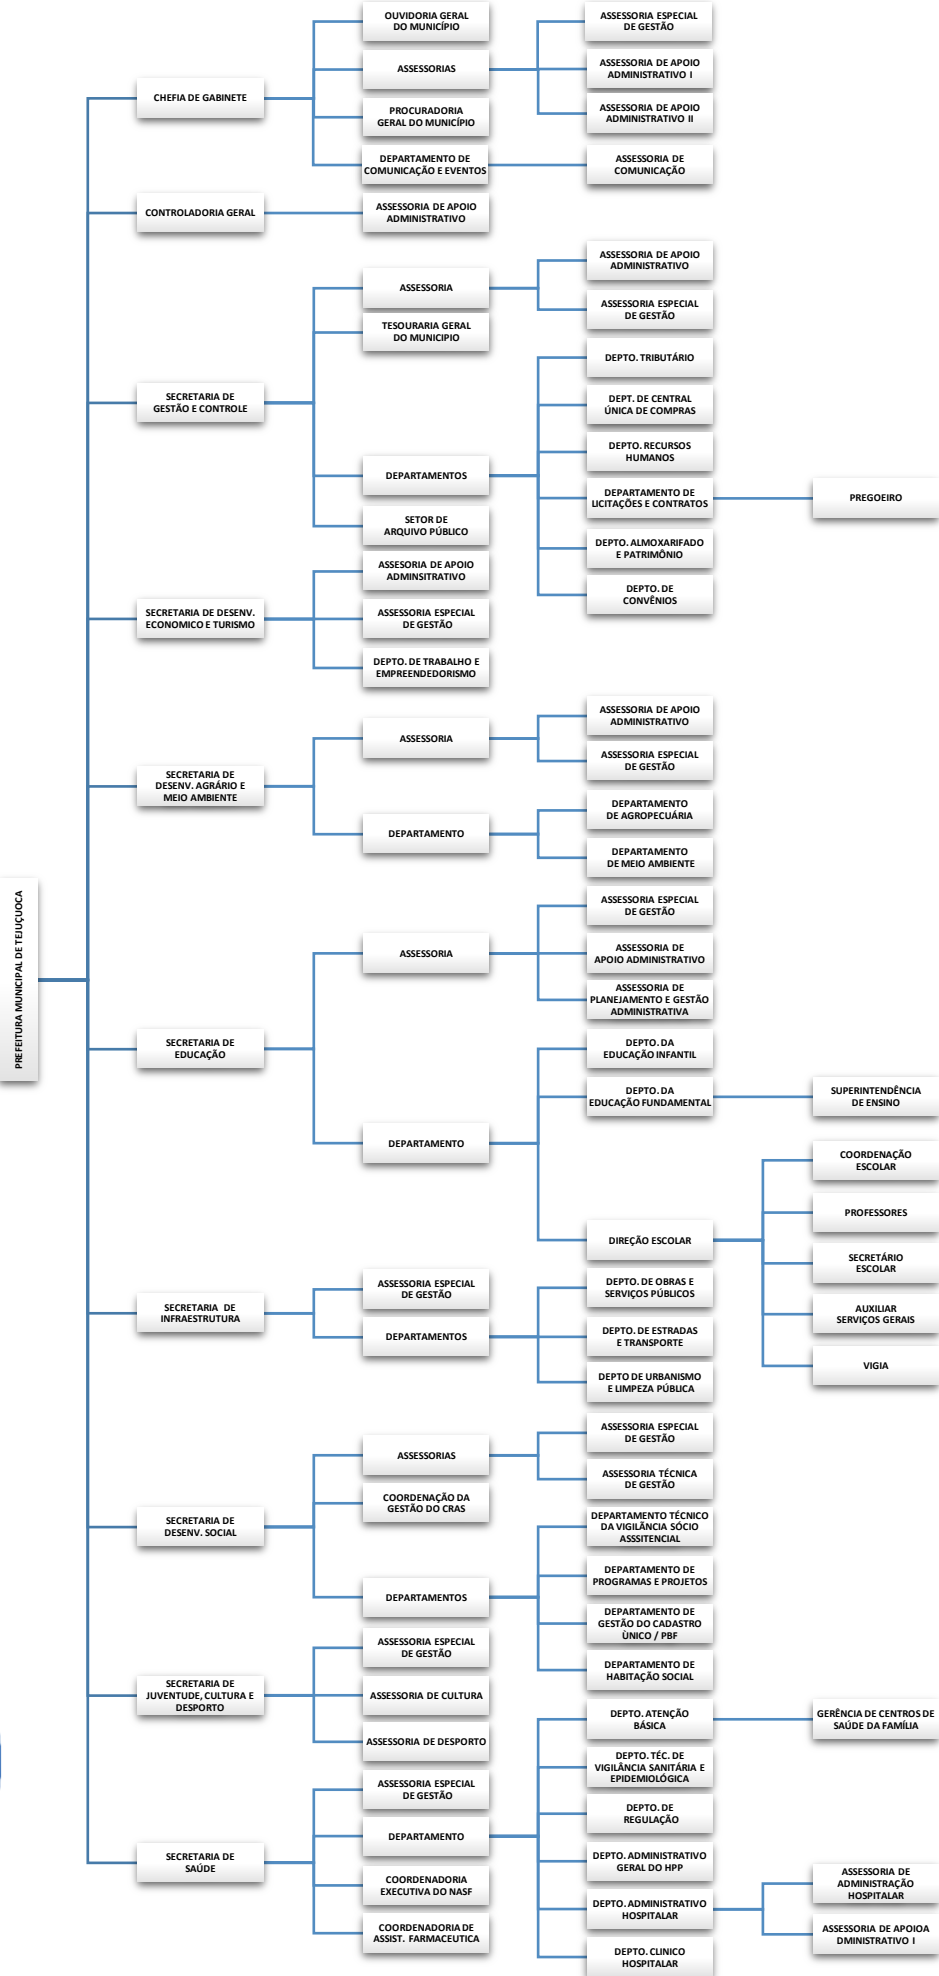 PREFEITURA MUNICIPAL DE TEJUÇUOCA
CHEFIA DE GABINETE
OUVIDORIA GERAL
DO MUNICÍPIO
ASSESSORIAS
ASSESSORIA ESPECIAL
DE GESTÃO
ASSESSORIA DE APOIO
ADMINISTRATIVO I
ASSESSORIA DE APOIO
ADMINISTRATIVO II
PROCURADORIA
GERAL DO MUNICÍPIO
DEPARTAMENTO DE
COMUNICAÇÃO E EVENTOS
ASSESSORIA DE
COMUNICAÇÃO
CONTROLADORIA GERAL
ASSESSORIA DE APOIO
ADMINISTRATIVO
SECRETARIA DE
GESTÃO E CONTROLE
ASSESSORIA
ASSESSORIA DE APOIO
ADMINISTRATIVO
ASSESSORIA ESPECIAL
DE GESTÃO
TESOURARIA GERAL
DO MUNICIPIO
DEPARTAMENTOS
DEPTO. TRIBUTÁRIO
DEPT. DE CENTRAL
ÚNICA DE COMPRAS
DEPTO. RECURSOS
HUMANOS
DEPARTAMENTO DE
LICITAÇÕES E CONTRATOS
PREGOEIRO
DEPTO. ALMOXARIFADO
E PATRIMÔNIO
DEPTO. DE
CONVÊNIOS
SETOR DE
ARQUIVO PÚBLICO
SECRETARIA DE DESENV.
ECONOMICO E TURISMO
ASSESORIA DE APOIO
ADMINSITRATIVO
ASSESSORIA ESPECIAL
DE GESTÃO
DEPTO. DE TRABALHO E
EMPREENDEDORISMO
SECRETARIA DE
DESENV. AGRÁRIO E
MEIO AMBIENTE
ASSESSORIA
ASSESSORIA DE APOIO
ADMINISTRATIVO
ASSESSORIA ESPECIAL
DE GESTÃO
DEPARTAMENTO
DEPARTAMENTO
DE AGROPECUÁRIA
DEPARTAMENTO
DE MEIO AMBIENTE
SECRETARIA DE
EDUCAÇÃO
ASSESSORIA
ASSESSORIA ESPECIAL
DE GESTÃO
ASSESSORIA DE
APOIO ADMINISTRATIVO
ASSESSORIA DE
PLANEJAMENTO E GESTÃO
ADMINISTRATIVA
DEPARTAMENTO
DEPTO. DA
EDUCAÇÃO INFANTIL
DEPTO. DA
EDUCAÇÃO FUNDAMENTAL
SUPERINTENDÊNCIA
DE ENSINO
DIREÇÃO ESCOLAR
COORDENAÇÃO
ESCOLAR
PROFESSORES
SECRETÁRIO
ESCOLAR
AUXILIAR
SERVIÇOS GERAIS
VIGIA
SECRETARIA DE
INFRAESTRUTURA
ASSESSORIA ESPECIAL
DE GESTÃO
DEPARTAMENTOS
DEPTO. DE OBRAS E
SERVIÇOS PÚBLICOS
DEPTO. DE ESTRADAS
E TRANSPORTE
DEPTO DE URBANISMO
E LIMPEZA PÚBLICA
SECRETARIA DE
DESENV. SOCIAL
ASSESSORIAS
ASSESSORIA ESPECIAL
DE GESTÃO
ASSESSORIA TÉCNICA
DE GESTÃO
COORDENAÇÃO DA
GESTÃO DO CRAS
DEPARTAMENTOS
DEPARTAMENTO TÉCNICO
DA VIGILÂNCIA SÓCIO
ASSSITENCIAL
DEPARTAMENTO DE
PROGRAMAS E PROJETOS
DEPARTAMENTO DE
GESTÃO DO CADASTRO
ÙNICO / PBF
DEPARTAMENTO DE
HABITAÇÃO SOCIAL
SECRETARIA DE
JUVENTUDE, CULTURA E
DESPORTO
ASSESSORIA ESPECIAL
DE GESTÃO
ASSESSORIA DE CULTURA
ASSESSORIA DE DESPORTO
SECRETARIA DE
SAÚDE
ASSESSORIA ESPECIAL
DE GESTÃO
DEPARTAMENTO
DEPTO. ATENÇÃO
BÁSICA
GERÊNCIA DE CENTROS DE
SAÚDE DA FAMÍLIA
DEPTO. TÉC. DE
VIGILÂNCIA SANITÁRIA E
EPIDEMIOLÓGICA
DEPTO. DE
REGULAÇÃO
DEPTO. ADMINISTRATIVO
GERAL DO HPP
DEPTO. ADMINISTRATIVO
HOSPITALAR
ASSESSORIA DE
ADMINISTRAÇÃO
HOSPITALAR
ASSESSORIA DE APOIOA
DMINISTRATIVO I
DEPTO. CLINICO
HOSPITALAR
COORDENADORIA
EXECUTIVA DO NASF
COORDENADORIA DE
ASSIST. FARMACEUTICA